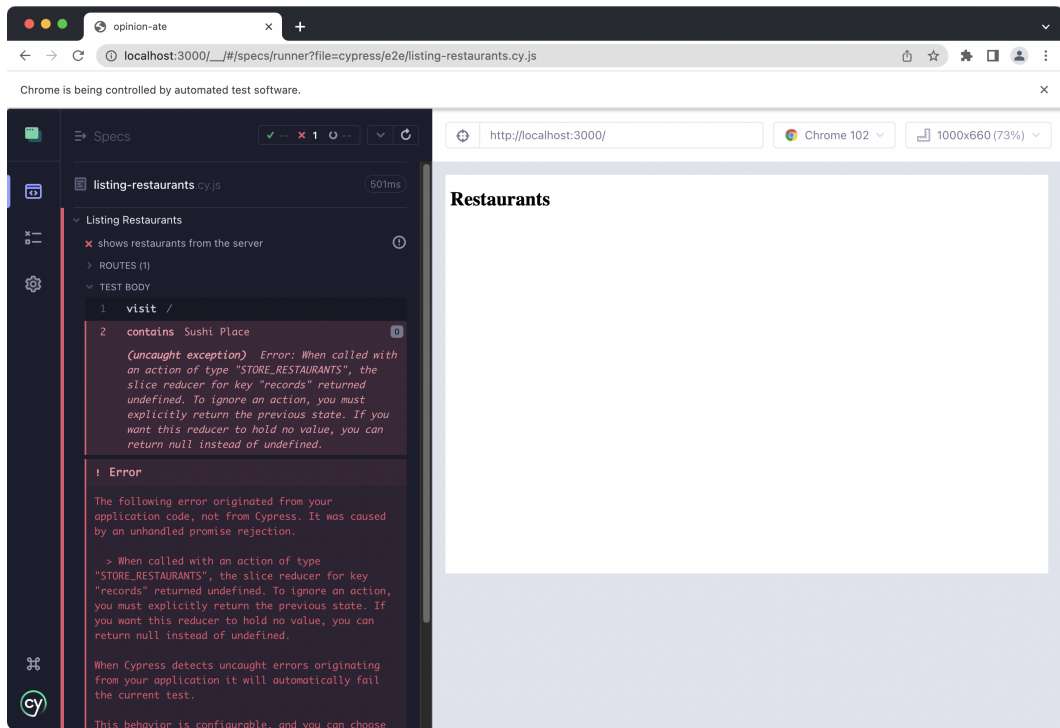 opinion-ate
localhost:3000/__/#/specs/runner?file=cypress/e2e/listing-restaurants.cy.js
Chrome is being controlled by automated test software.
Specs
-- 1 --
http://localhost:3000/
Chrome 102
1000x660 (73%)
listing-restaurants.cy.js
501ms
Listing Restaurants
shows restaurants from the server
ROUTES (1)
TEST BODY
1 visit /
2 contains Sushi Place 0
(uncaught exception) Error: When called with
an action of type "STORE_RESTAURANTS", the
slice reducer for key "records" returned
undefined. To ignore an action, you must
explicitly return the previous state. If you
want this reducer to hold no value, you can
return null instead of undefined.
! Error
The following error originated from your
application code, not from Cypress. It was caused
by an unhandled promise rejection.
> When called with an action of type
"STORE_RESTAURANTS", the slice reducer for key
"records" returned undefined. To ignore an action,
you must explicitly return the previous state. If
you want this reducer to hold no value, you can
return null instead of undefined.
When Cypress detects uncaught errors originating
from your application it will automatically fail
the current test.
This behavior is configurable, and you can choose
cy
Restaurants